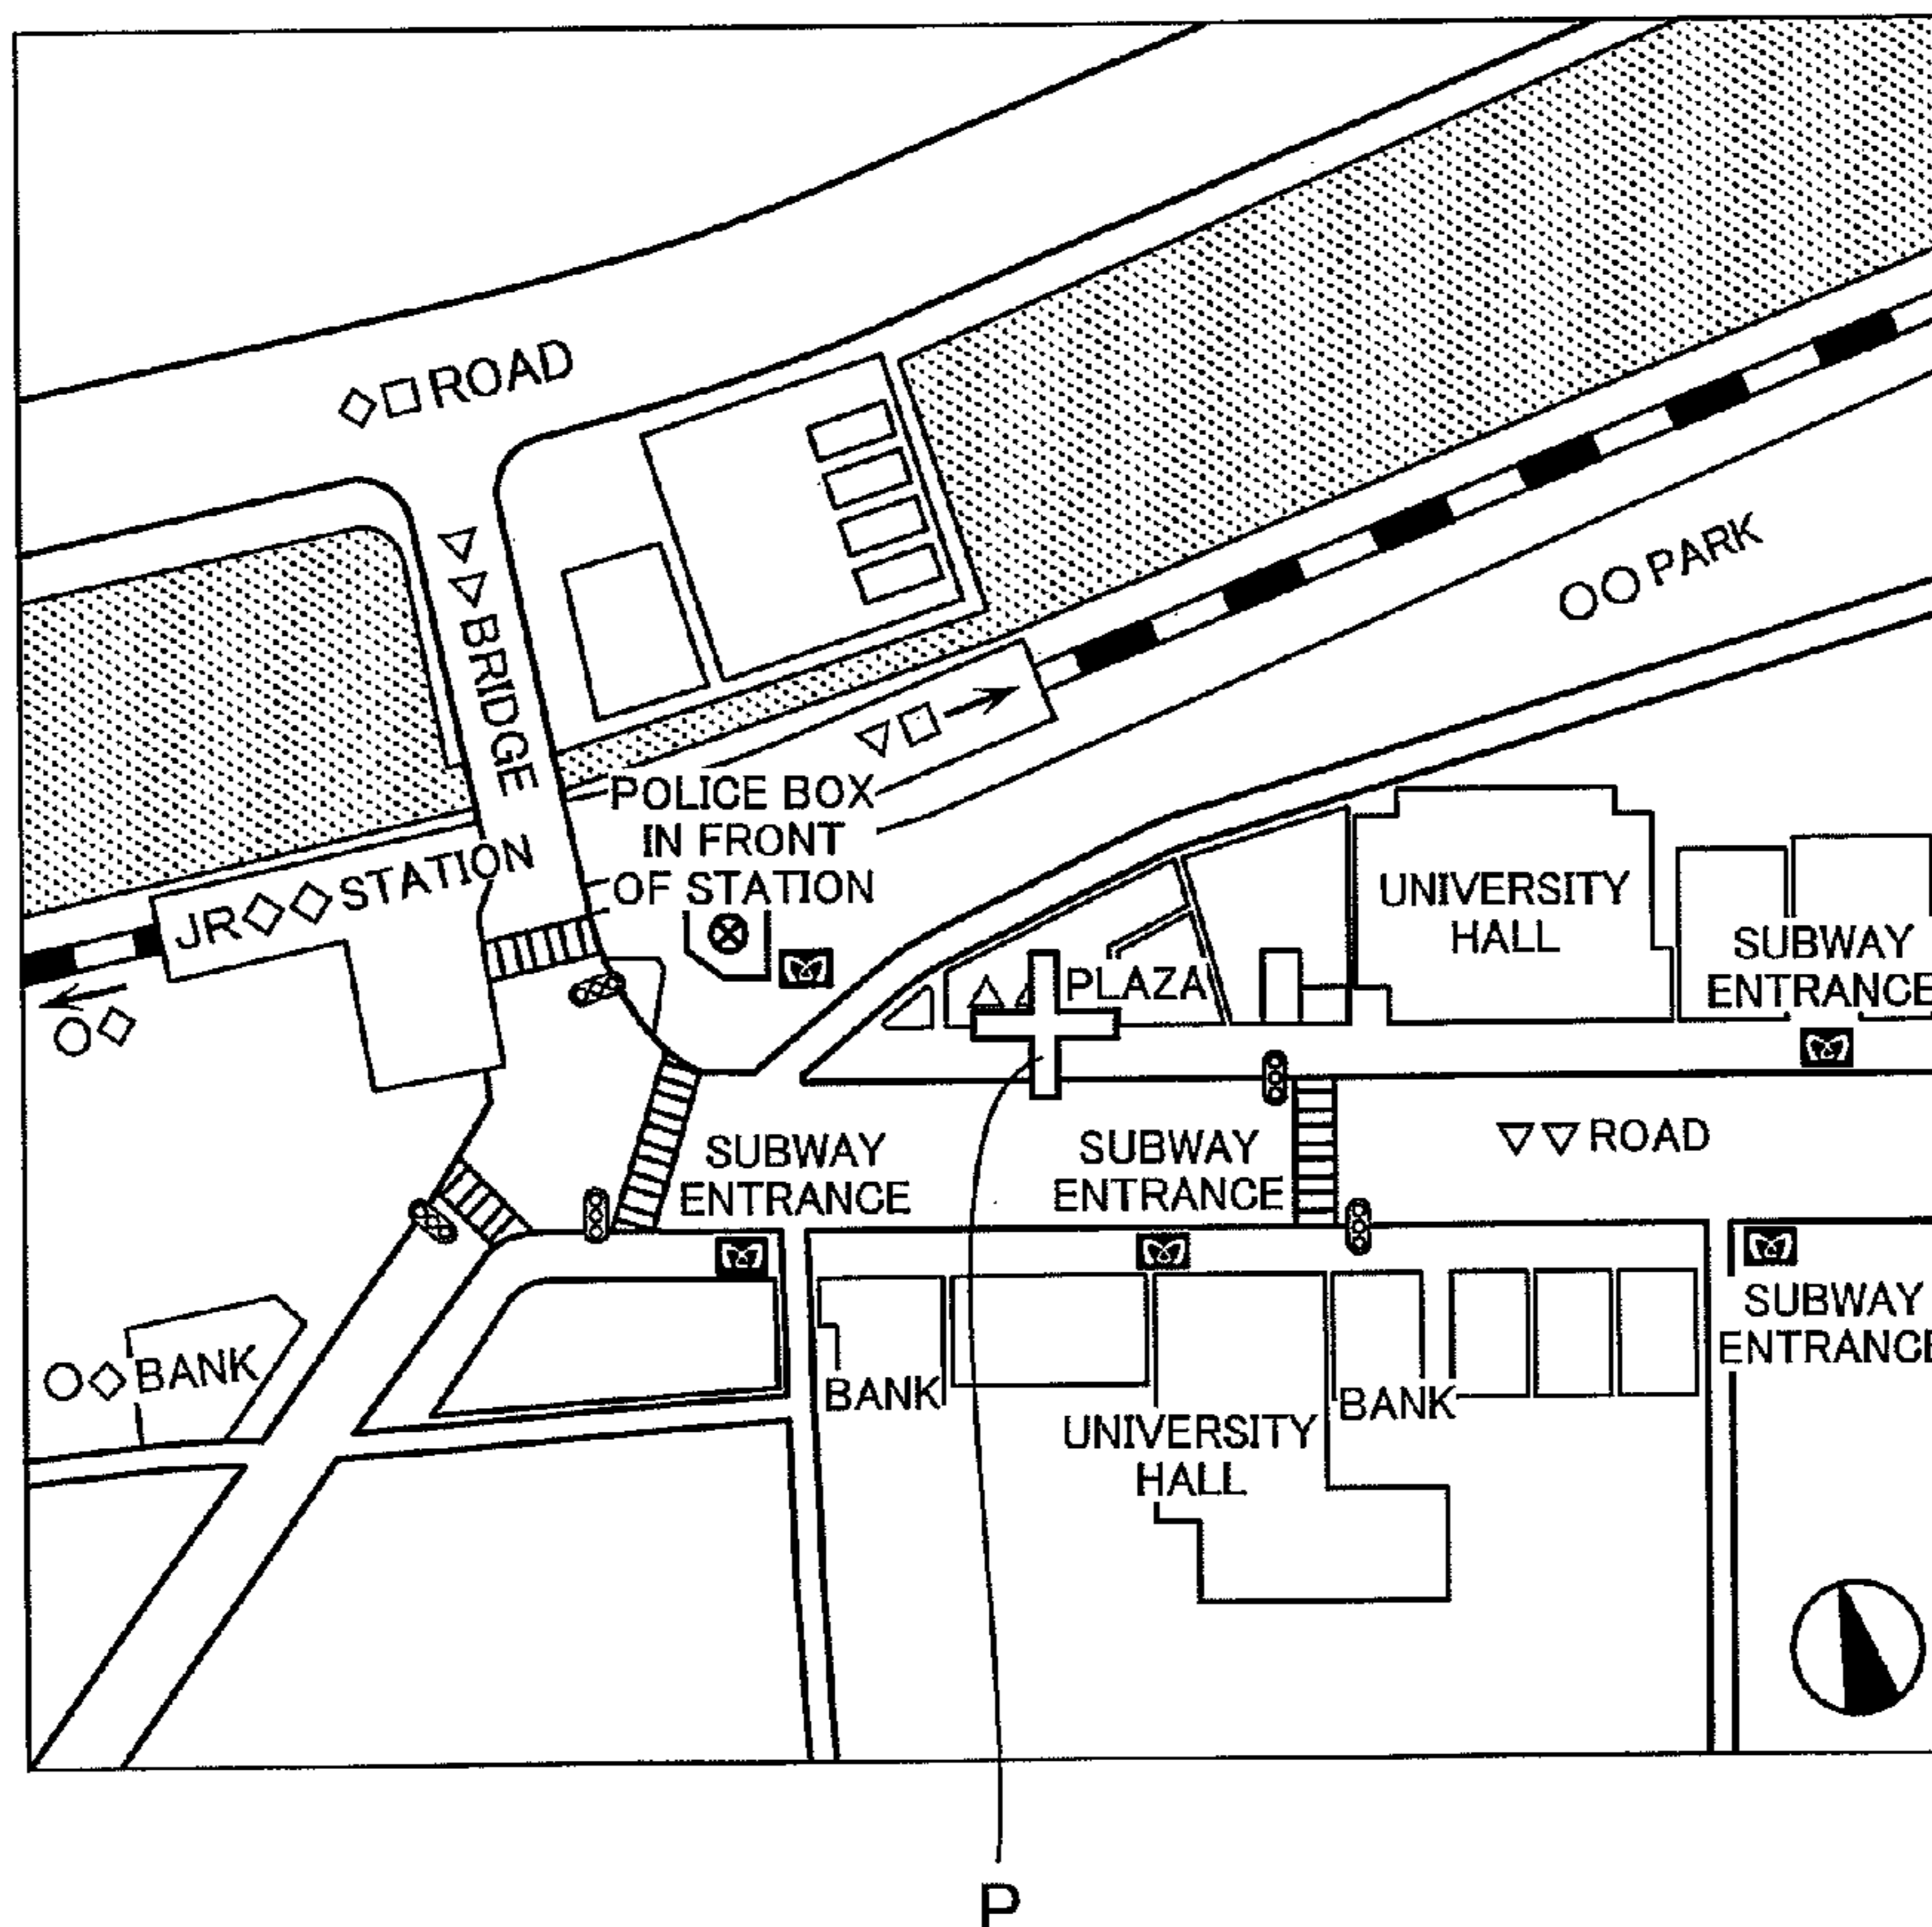 ◇□ROAD
▽▽BRIDGE
○○PARK
▽□→
POLICE BOX
IN FRONT
OF STATION
JR◇◇STATION
UNIVERSITY
HALL
SUBWAY
ENTRANCE
△△PLAZA
○◇
▽▽ROAD
SUBWAY
ENTRANCE
SUBWAY
ENTRANCE
SUBWAY
ENTRANCE
○◇BANK
BANK
BANK
UNIVERSITY
HALL
P